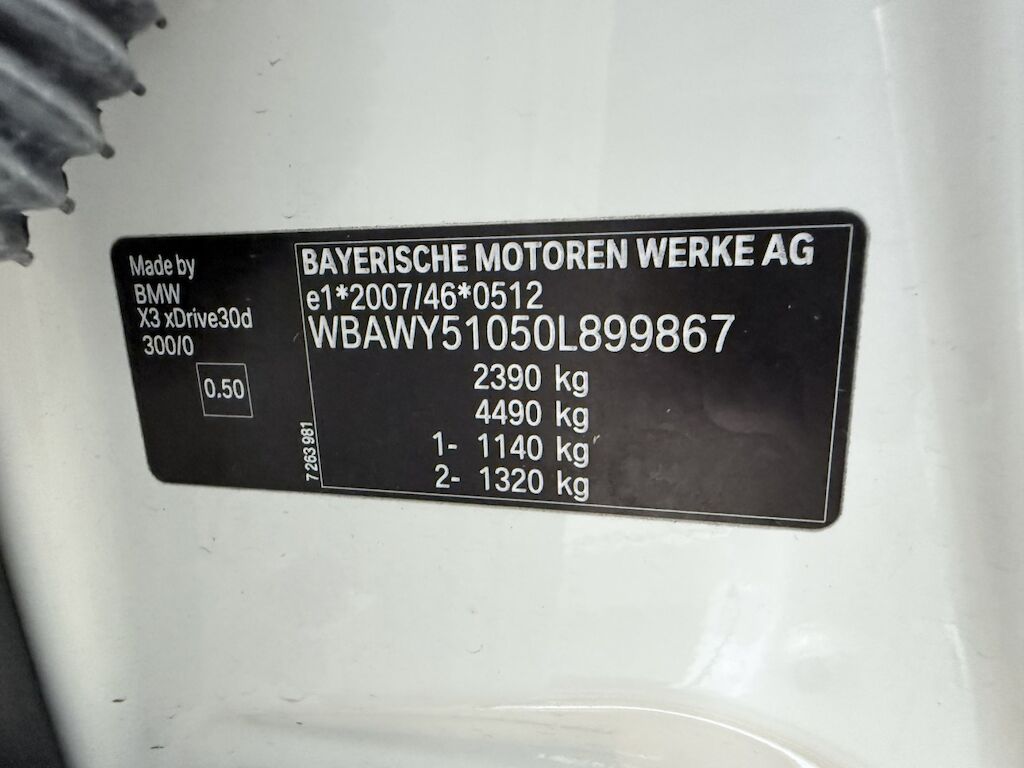 Made by
BMW
X3 xDrive30d
300/0
0.50
7 263 981
BAYERISCHE MOTOREN WERKE AG
e1*2007/46*0512
WBAWY51050L899867
2390 kg
4490 kg
1- 1140 kg
2- 1320 kg